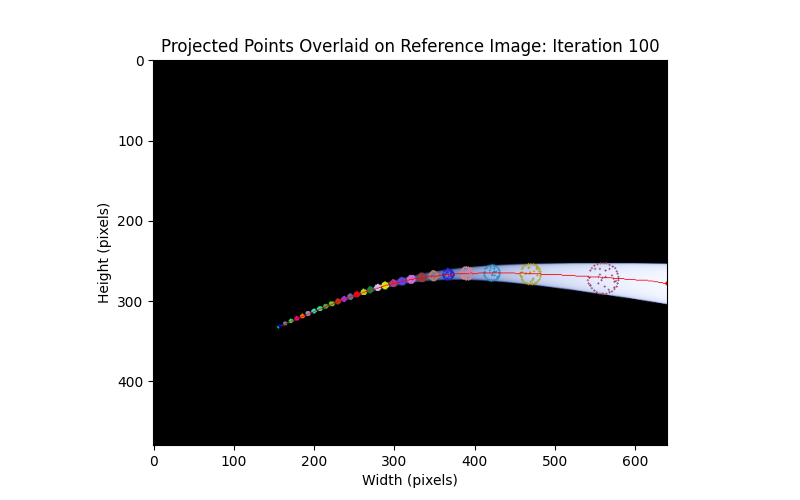 Projected Points Overlaid on Reference Image: Iteration 100
0
100
200
300
400
Height (pixels)
0 100 200 300 400 500 600
Width (pixels)